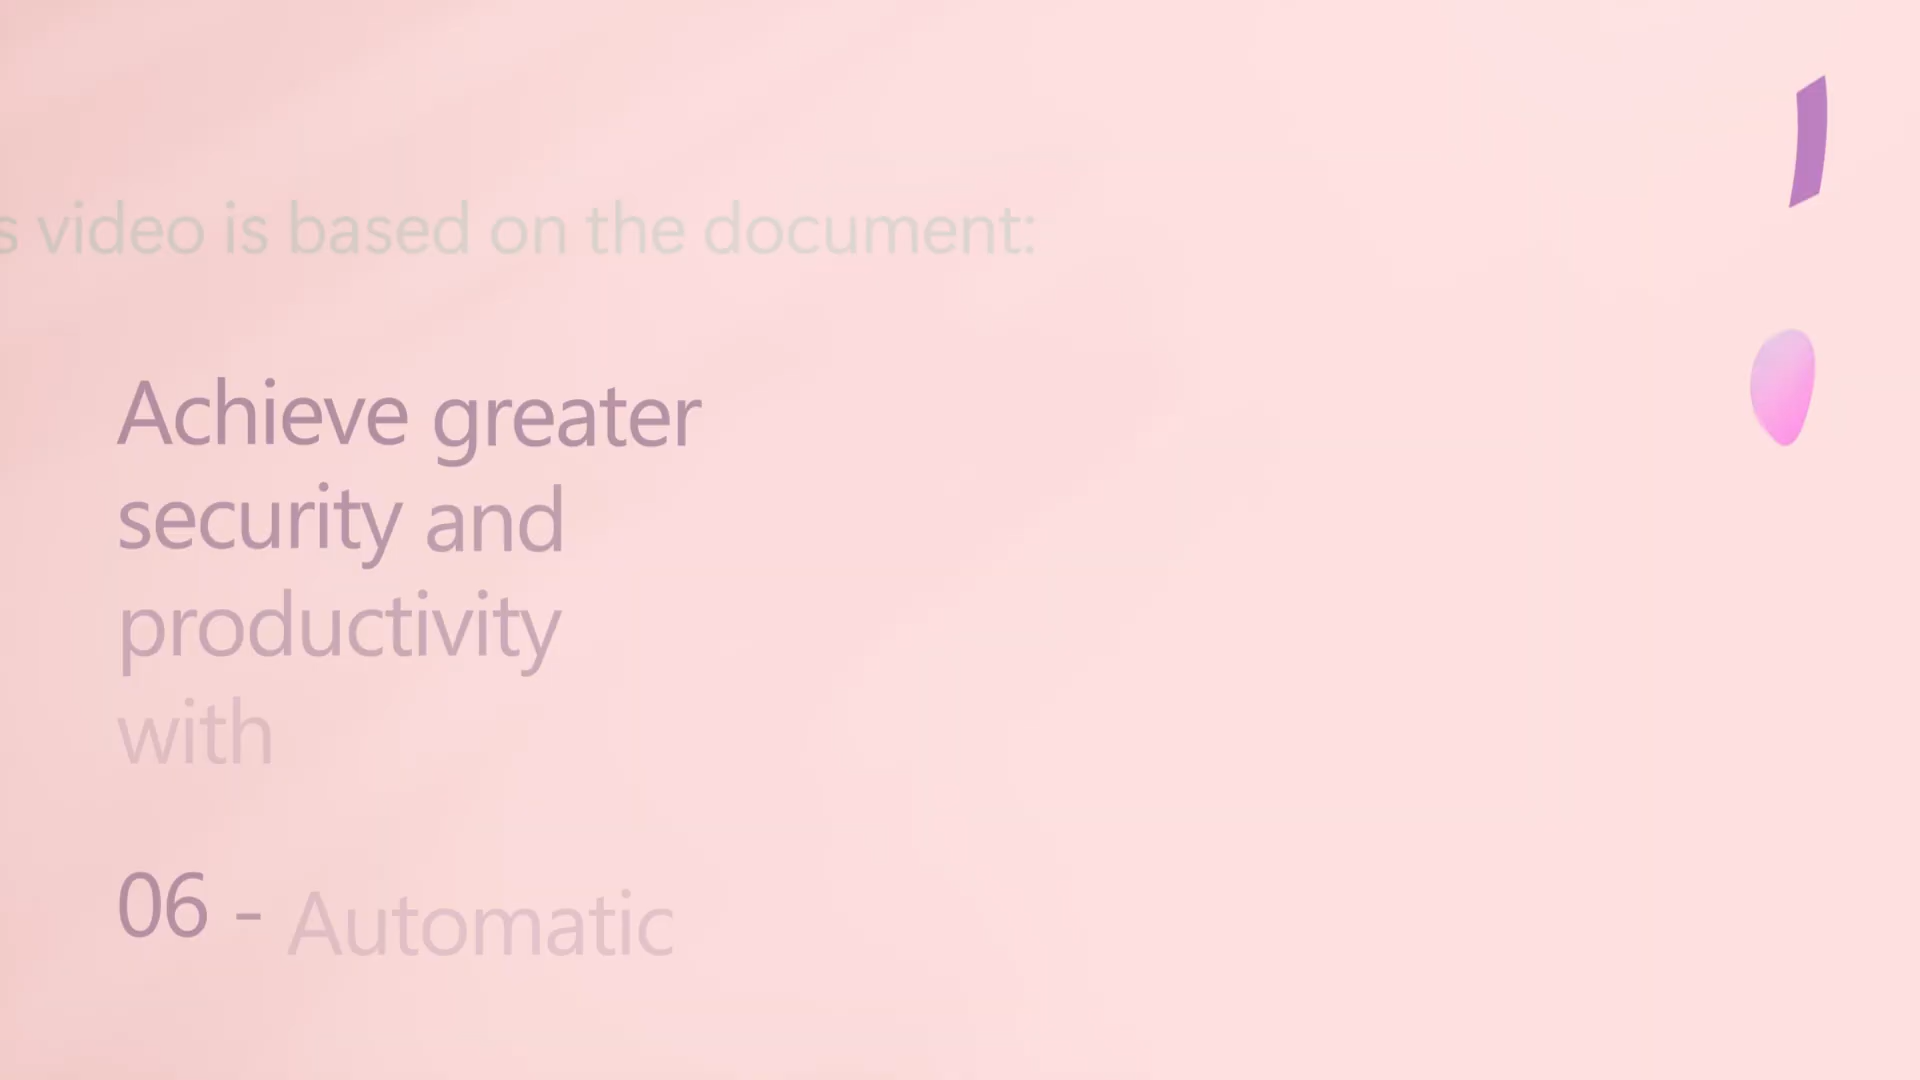 s video is based on the document:
Achieve greater
security and
productivity
with
06 - Automatic